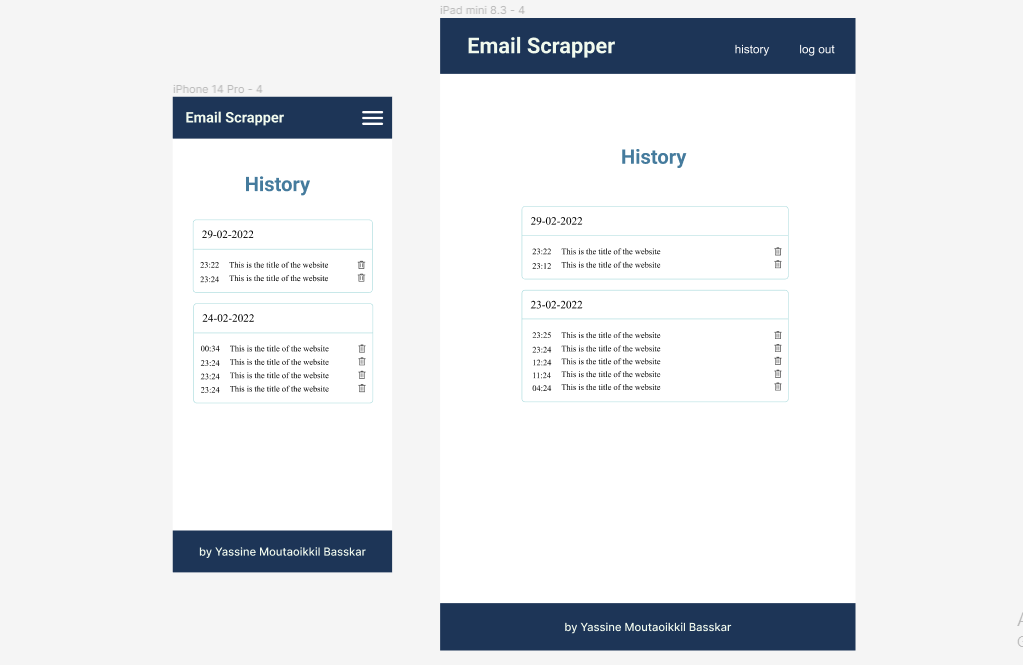 iPhone 14 Pro - 4
Email Scrapper
History
29-02-2022
23:22 This is the title of the website
23:24 This is the title of the website
24-02-2022
00:34 This is the title of the website
23:24 This is the title of the website
23:24 This is the title of the website
23:24 This is the title of the website
by Yassine Moutaoikkil Basskar
iPad mini 8.3 - 4
Email Scrapper
history log out
History
29-02-2022
23:22 This is the title of the website
23:12 This is the title of the website
23-02-2022
23:25 This is the title of the website
23:24 This is the title of the website
12:24 This is the title of the website
11:24 This is the title of the website
04:24 This is the title of the website
by Yassine Moutaoikkil Basskar